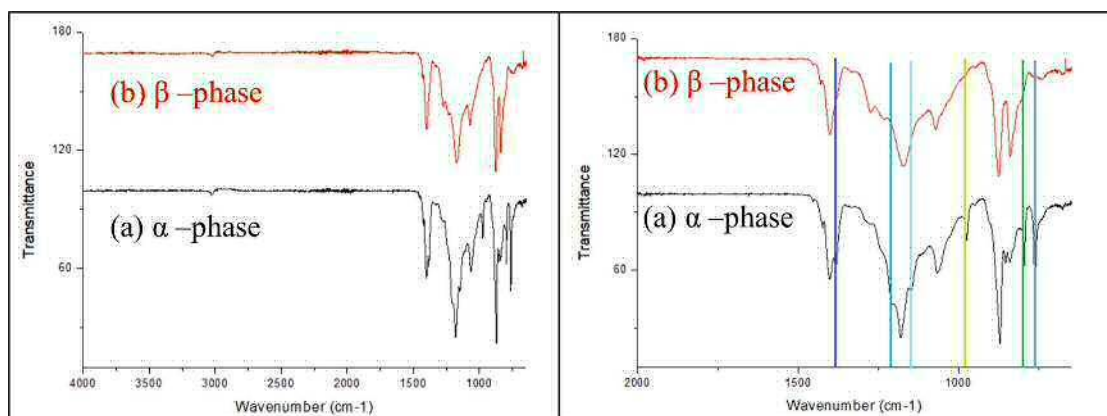 180
(b) β –phase
120
(a) α –phase
60
Transmittance
4000 3500 3000 2500 2000 1500 1000
Wavenumber (cm-1)
180
(b) β –phase
120
(a) α –phase
60
Transmittance
2000 1500 1000
Wavenumber (cm-1)